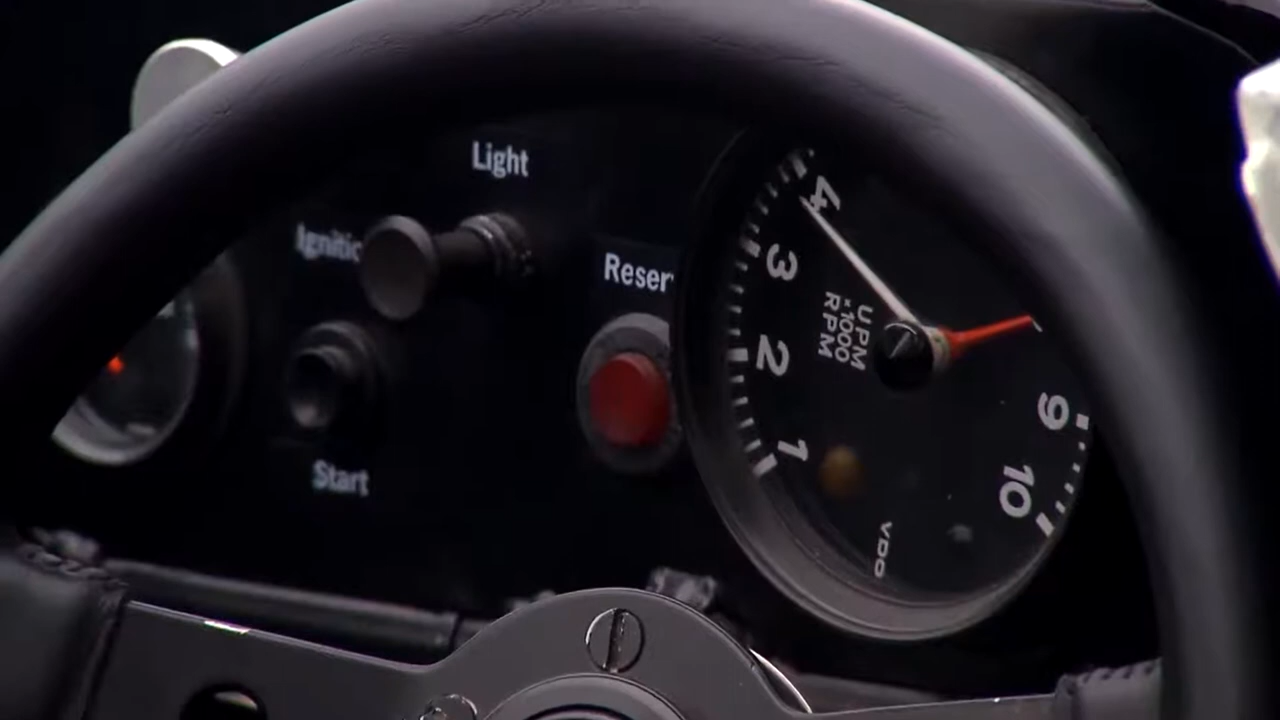 Light
Ignitic
Reser
Start
4
3
2
1
UPM
x1000
RPM
9
10
VDO